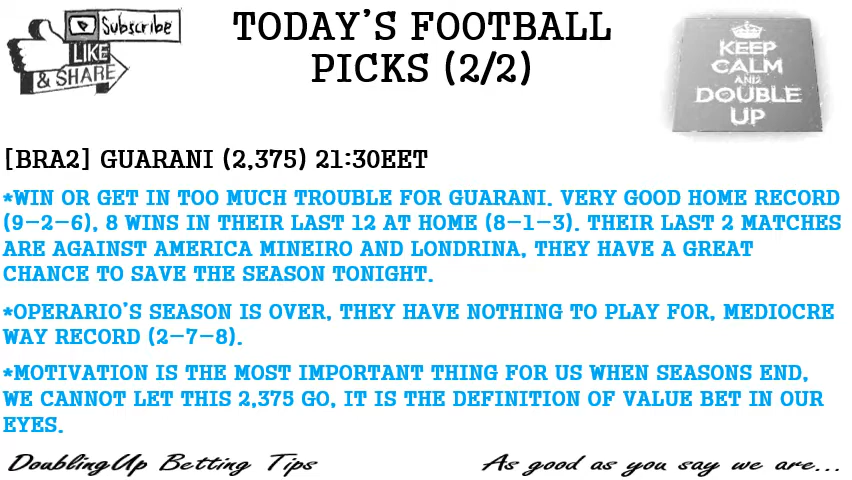 Subscribe
LIKE
& SHARE
TODAY'S FOOTBALL
PICKS (2/2)
KEEP
CALM
AND
DOUBLE
UP
[BRA2] GUARANI (2,375) 21:30EET
*WIN OR GET IN TOO MUCH TROUBLE FOR GUARANI. VERY GOOD HOME RECORD
(9-2-6), 8 WINS IN THEIR LAST 12 AT HOME (8-1-3). THEIR LAST 2 MATCHES
ARE AGAINST AMERICA MINEIRO AND LONDRINA, THEY HAVE A GREAT
CHANCE TO SAVE THE SEASON TONIGHT.
*OPERARIO'S SEASON IS OVER, THEY HAVE NOTHING TO PLAY FOR, MEDIOCRE
WAY RECORD (2-7-8).
*MOTIVATION IS THE MOST IMPORTANT THING FOR US WHEN SEASONS END,
WE CANNOT LET THIS 2,375 GO, IT IS THE DEFINITION OF VALUE BET IN OUR
EYES.
DoublingUp Betting Tips
As good as you say we are...